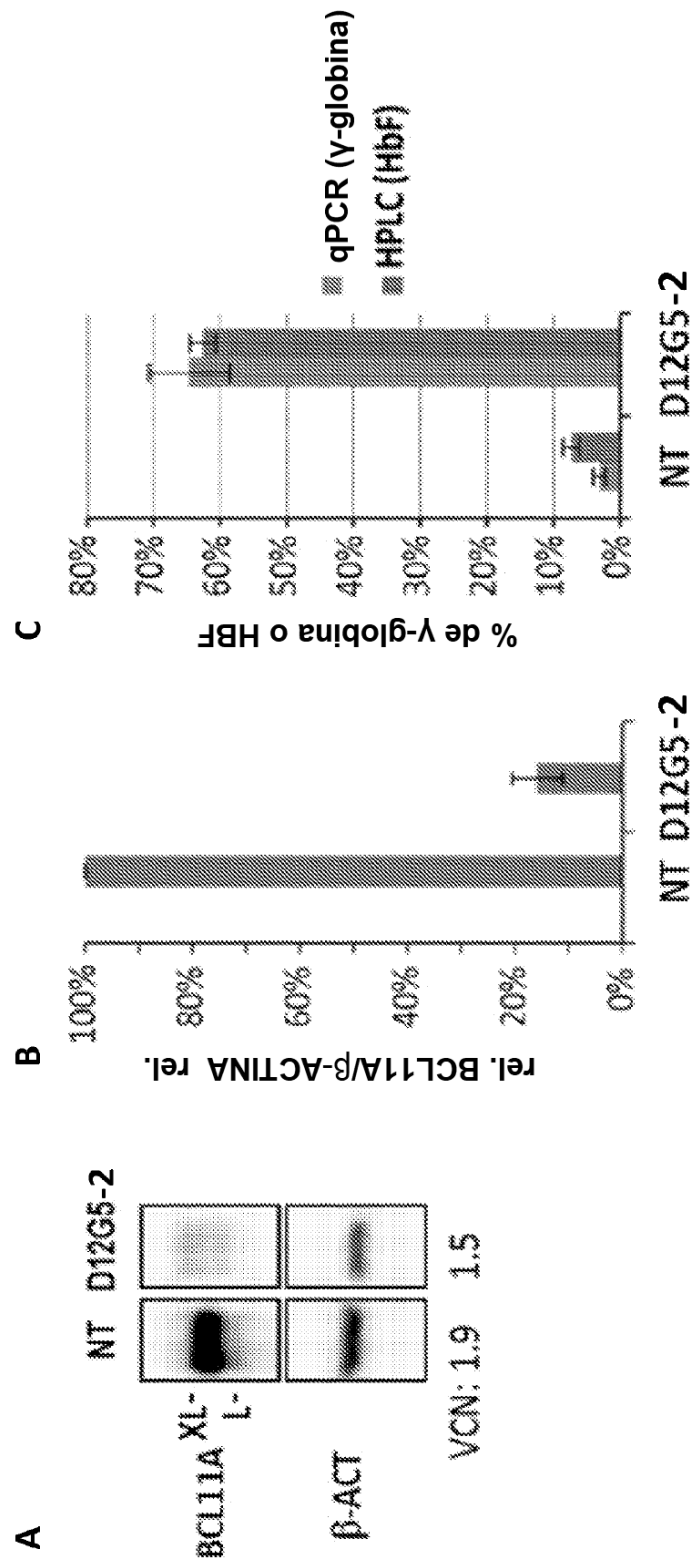 A
NT D12G5-2
BCL11A XL-
L-
β-ACT
VCN: 1.9 1.5
B
rel. BCL11A/β-ACTINA rel.
100%
80%
60%
40%
20%
0%
NT D12G5-2
C
% de γ-globina o HBF
80%
70%
60%
50%
40%
30%
20%
10%
0%
NT D12G5-2
qPCR (γ-globina)
HPLC (HbF)